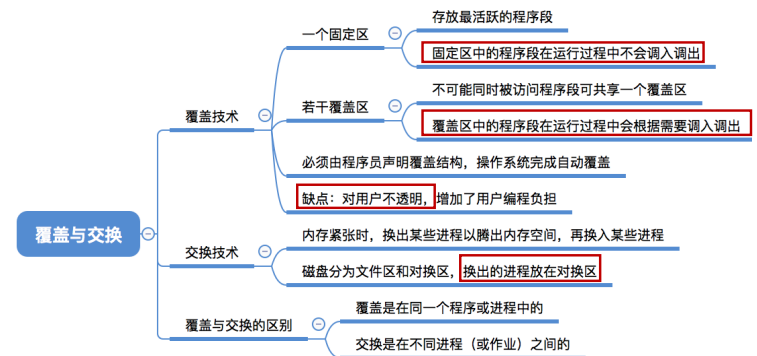 存放最活跃的程序段
一个固定区
固定区中的程序段在运行过程中不会调入调出
不可能同时被访问程序段可共享一个覆盖区
若干覆盖区
覆盖技术
覆盖区中的程序段在运行过程中会根据需要调入调出
必须由程序员声明覆盖结构，操作系统完成自动覆盖
缺点：对用户不透明，增加了用户编程负担
覆盖与交换
内存紧张时，换出某些进程以腾出内存空间，再换入某些进程
交换技术
磁盘分为文件区和对换区，换出的进程放在对换区
覆盖是在同一个程序或进程中的
覆盖与交换的区别
交换是在不同进程（或作业）之间的